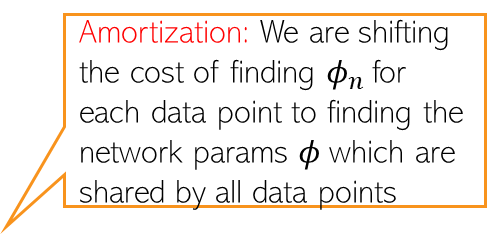 Amortization: We are shifting
the cost of finding ϕₙ for
each data point to finding the
network params ϕ which are
shared by all data points